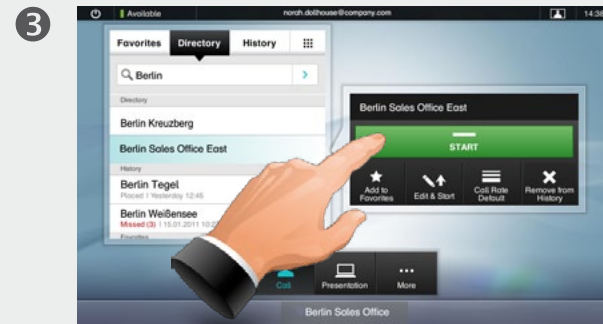 3
Available norah.dollhouse@company.com 14:38
Favorites Directory History
Berlin
Directory
Berlin Kreuzberg
Berlin Sales Office East
History
Berlin Tegel
Placed I Yesterday 12:45
Berlin Weißensee
Missed (3) I 15.01.2011 10:2
Favorites
Berlin Sales Office East
START
Add to Favorites
Edit & Start
Call Rate Default
Remove from History
Call Presentation More
Berlin Sales Office